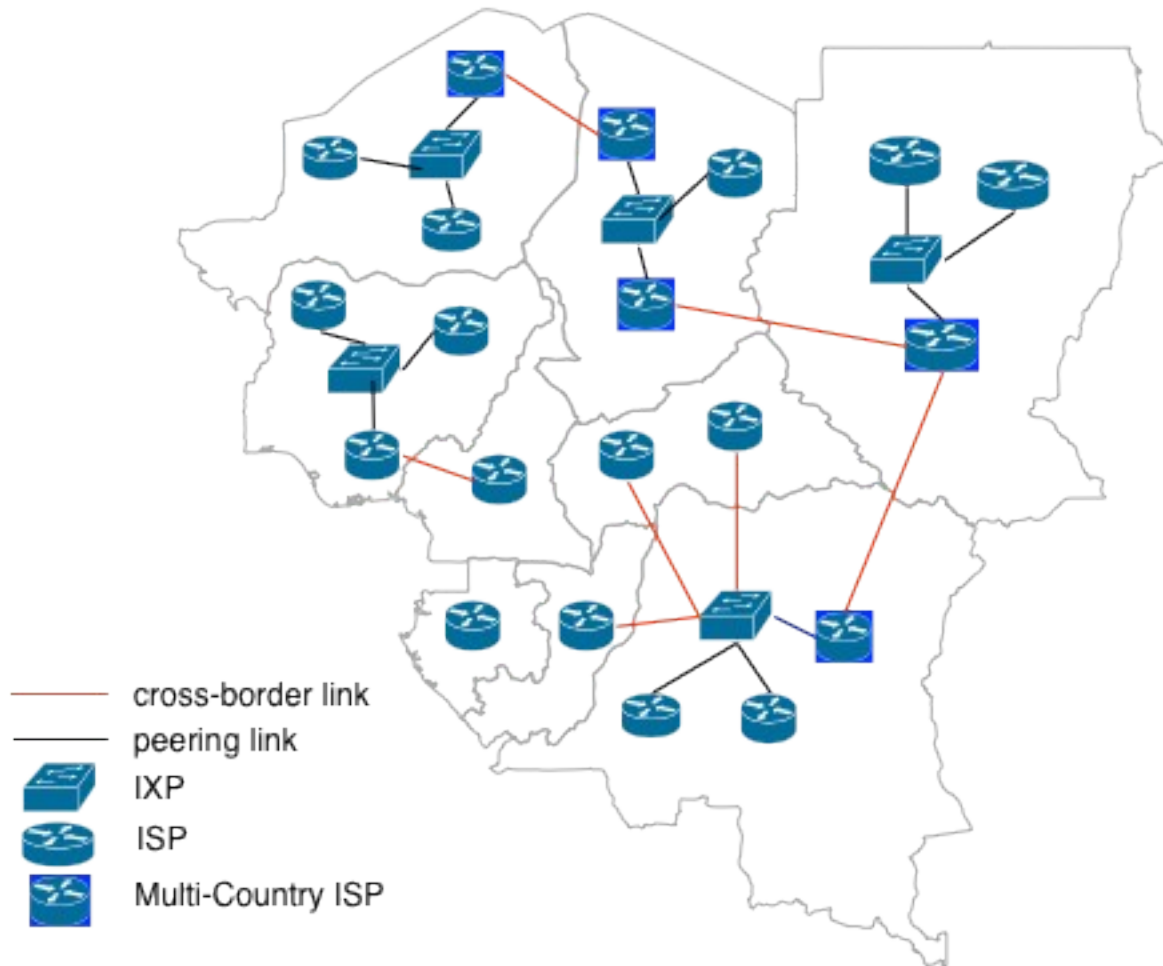 cross-border link
peering link
IXP
ISP
Multi-Country ISP